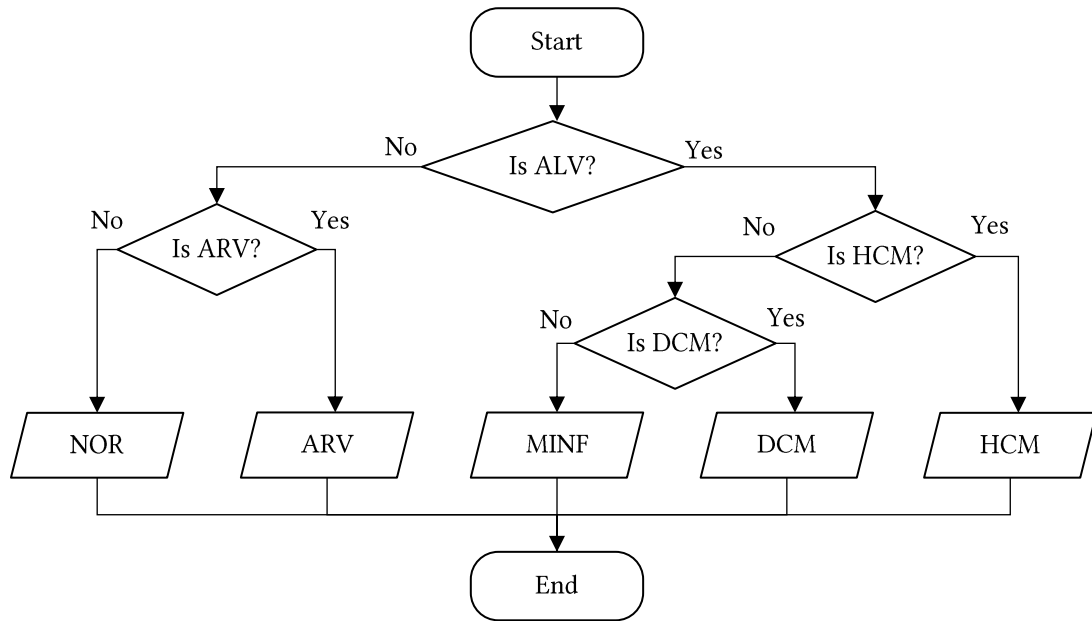 Start
No
Is ALV?
Yes
No
Is ARV?
Yes
No
Is HCM?
Yes
No
Is DCM?
Yes
NOR
ARV
MINF
DCM
HCM
End